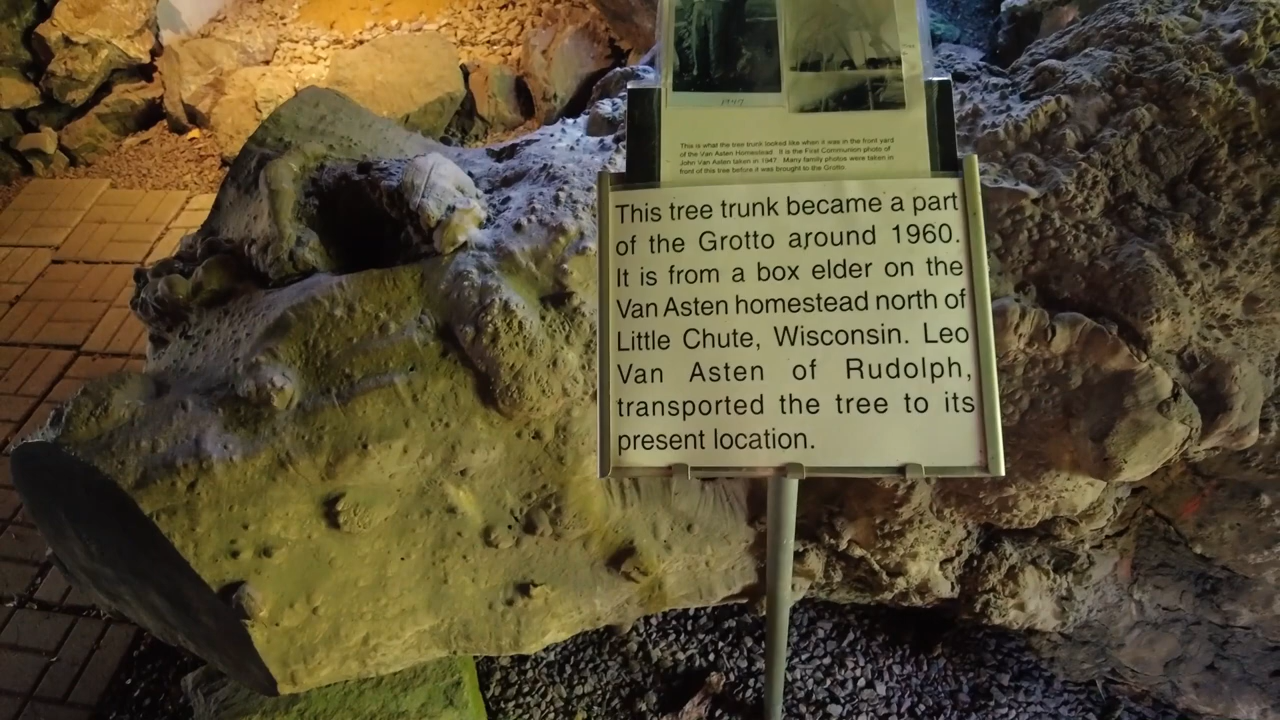 1947
This is what the tree trunk looked like when it was in the front yard
of the Van Asten Homestead. It is the First Communion photo of
John Van Asten taken in 1947. Many family photos were taken in
front of this tree before it was brought to the Grotto.
This tree trunk became a part
of the Grotto around 1960.
It is from a box elder on the
Van Asten homestead north of
Little Chute, Wisconsin. Leo
Van Asten of Rudolph,
transported the tree to its
present location.